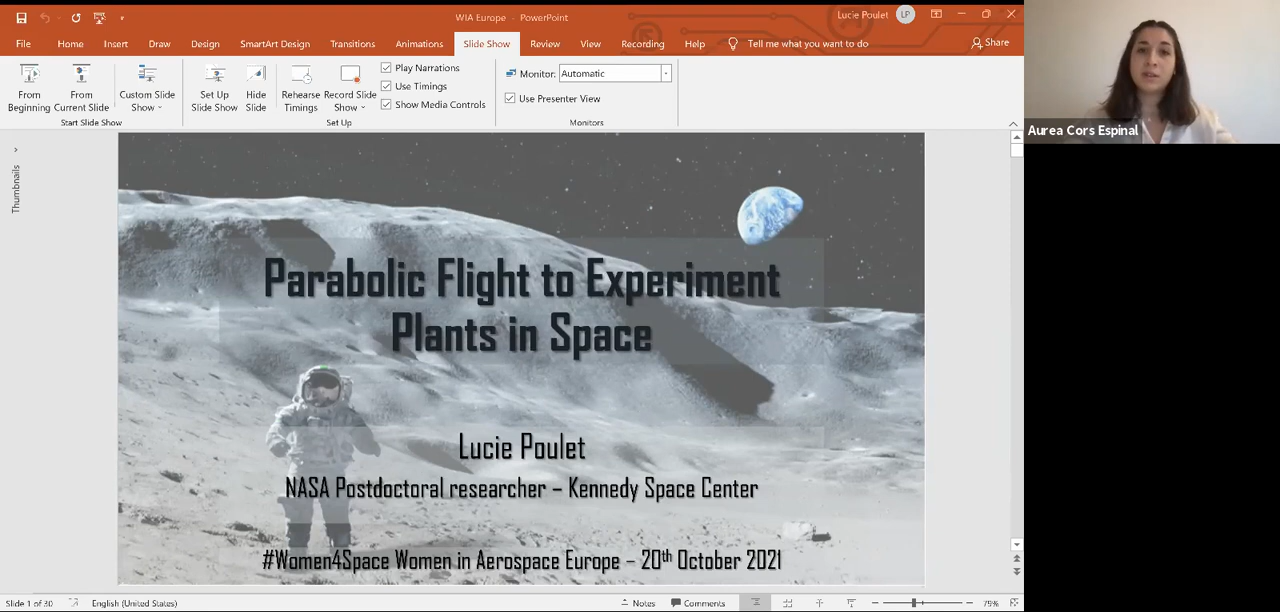 WIA Europe - PowerPoint
Lucie Poulet
LP
File Home Insert Draw Design SmartArt Design Transitions Animations Slide Show Review View Recording Help Tell me what you want to do
Share
From Beginning
From Current Slide
Custom Slide Show
Start Slide Show
Set Up Slide Show
Hide Slide
Rehearse Timings
Record Slide Show
Play Narrations
Use Timings
Show Media Controls
Set Up
Monitor: Automatic
Use Presenter View
Monitors
Thumbnails
Parabolic Flight to Experiment
Plants in Space
Lucie Poulet
NASA Postdoctoral researcher – Kennedy Space Center
#Women4Space Women in Aerospace Europe – 20th October 2021
Aurea Cors Espinal
Slide 1 of 30
English (United States)
Notes
Comments
79%